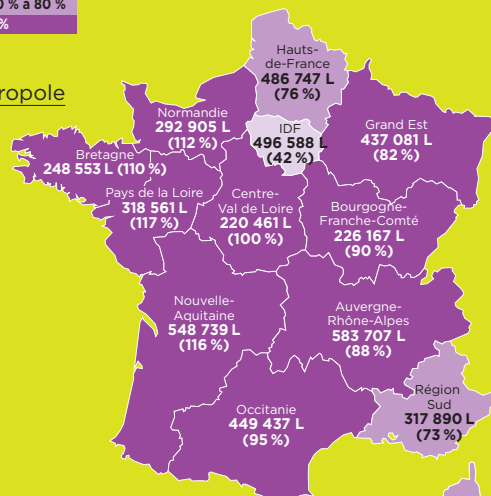 % à 80 %
%
ropole
Hauts-
de-France
486 747 L
(76 %)
Normandie
292 905 L
(112 %)
IDF
496 588 L
(42 %)
Grand Est
437 081 L
(82 %)
Bretagne
248 553 L (110 %)
Pays de la Loire
318 561 L
(117 %)
Centre-
Val de Loire
220 461 L
(100 %)
Bourgogne-
Franche-Comté
226 167 L
(90 %)
Nouvelle-
Aquitaine
548 739 L
(116 %)
Auvergne-
Rhône-Alpes
583 707 L
(88 %)
Région
Sud
317 890 L
(73 %)
Occitanie
449 437 L
(95 %)